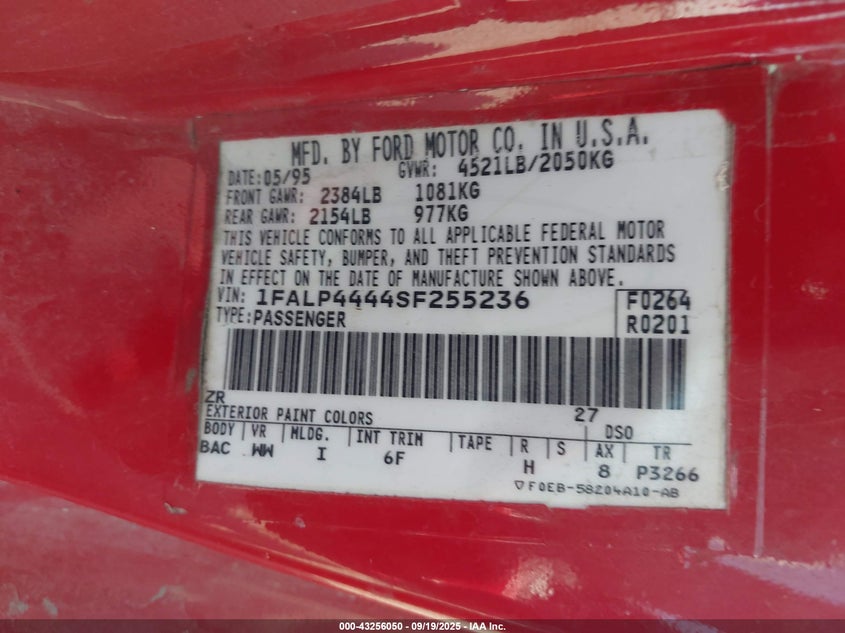 MFD. BY FORD MOTOR CO. IN U.S.A.
DATE: 05/95 GVWR: 4521LB/2050KG
FRONT GAWR: 2384LB 1081KG
REAR GAWR: 2154LB 977KG
THIS VEHICLE CONFORMS TO ALL APPLICABLE FEDERAL MOTOR
VEHICLE SAFETY, BUMPER, AND THEFT PREVENTION STANDARDS
IN EFFECT ON THE DATE OF MANUFACTURE SHOWN ABOVE.
VIN: 1FALP4444SF255236 F0264
TYPE: PASSENGER R0201
ZR 27
EXTERIOR PAINT COLORS DSO
BODY VR MLDG. INT TRIM TAPE R S AX TR
BAC WW I 6F H 8 P3266
F0EB-58204A10-AB
000-43256050 - 09/19/2025 - IAA Inc.